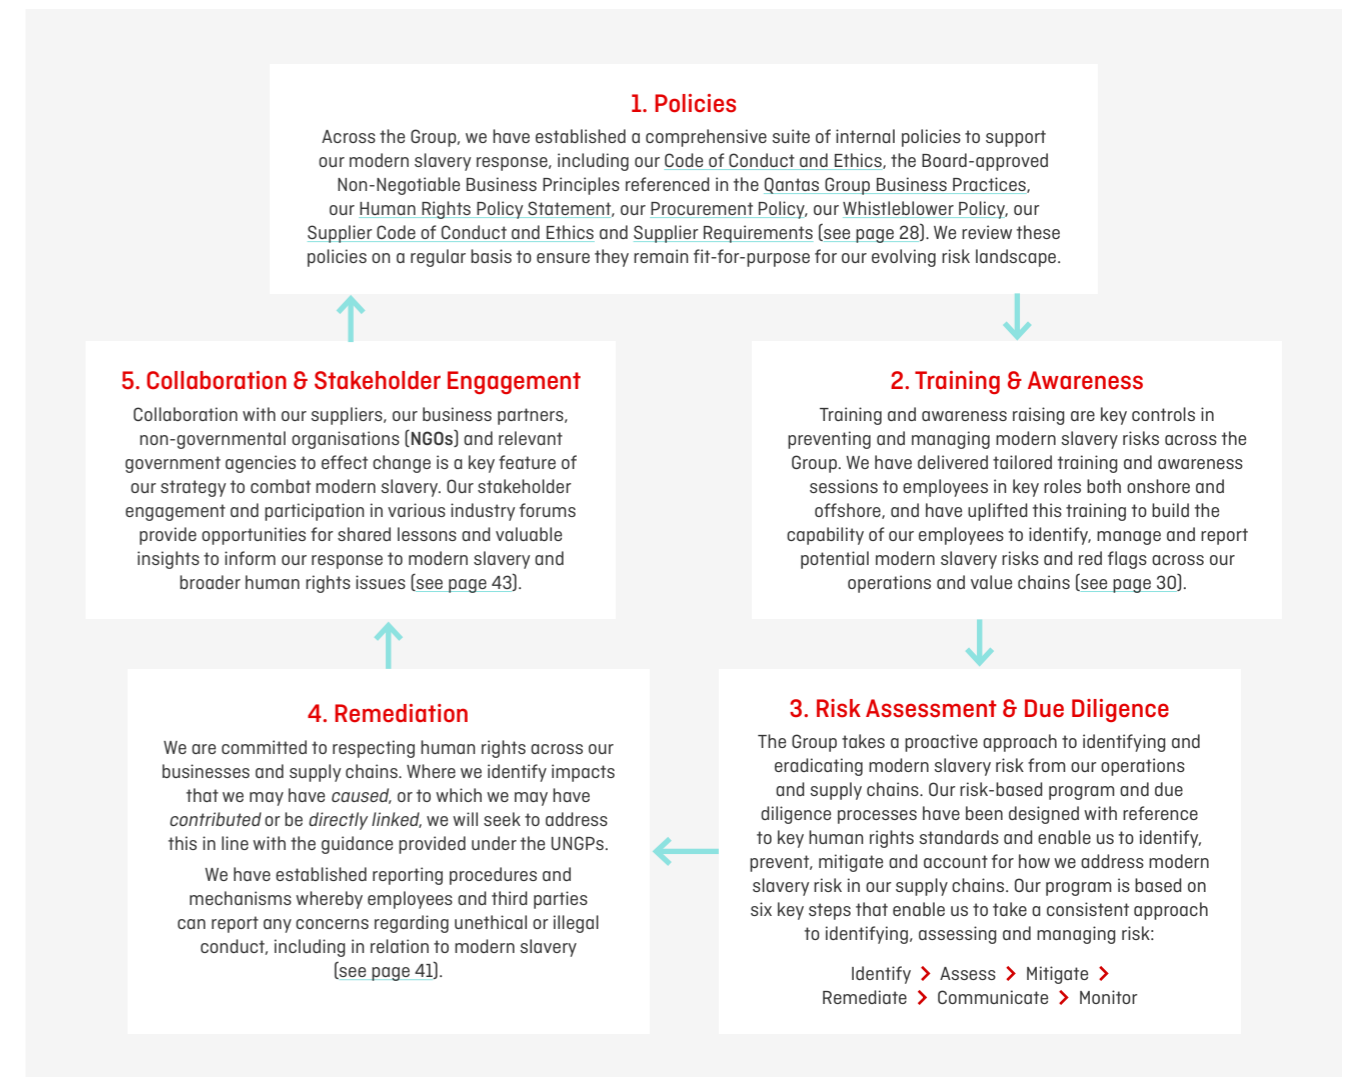 1. Policies
Across the Group, we have established a comprehensive suite of internal policies to support
our modern slavery response, including our Code of Conduct and Ethics, the Board-approved
Non-Negotiable Business Principles referenced in the Qantas Group Business Practices,
our Human Rights Policy Statement, our Procurement Policy, our Whistleblower Policy, our
Supplier Code of Conduct and Ethics and Supplier Requirements (see page 28). We review these
policies on a regular basis to ensure they remain fit-for-purpose for our evolving risk landscape.
2. Training & Awareness
Training and awareness raising are key controls in
preventing and managing modern slavery risks across the
Group. We have delivered tailored training and awareness
sessions to employees in key roles both onshore and
offshore, and have uplifted this training to build the
capability of our employees to identify, manage and report
potential modern slavery risks and red flags across our
operations and value chains (see page 30).
3. Risk Assessment & Due Diligence
The Group takes a proactive approach to identifying and
eradicating modern slavery risk from our operations
and supply chains. Our risk-based program and due
diligence processes have been designed with reference
to key human rights standards and enable us to identify,
prevent, mitigate and account for how we address modern
slavery risk in our supply chains. Our program is based on
six key steps that enable us to take a consistent approach
to identifying, assessing and managing risk:
Identify > Assess > Mitigate >
Remediate > Communicate > Monitor
4. Remediation
We are committed to respecting human rights across our
businesses and supply chains. Where we identify impacts
that we may have caused, or to which we may have
contributed or be directly linked, we will seek to address
this in line with the guidance provided under the UNGPs.
We have established reporting procedures and
mechanisms whereby employees and third parties
can report any concerns regarding unethical or illegal
conduct, including in relation to modern slavery
(see page 41).
5. Collaboration & Stakeholder Engagement
Collaboration with our suppliers, our business partners,
non-governmental organisations (NGOs) and relevant
government agencies to effect change is a key feature of
our strategy to combat modern slavery. Our stakeholder
engagement and participation in various industry forums
provide opportunities for shared lessons and valuable
insights to inform our response to modern slavery and
broader human rights issues (see page 43).